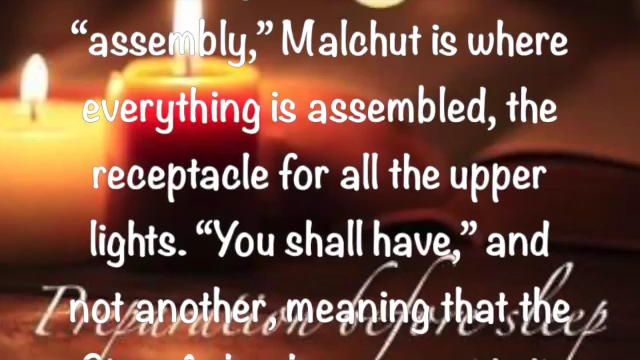 “assembly,” Malchut is where
everything is assembled, the
receptacle for all the upper
lights. “You shall have,” and
not another, meaning that the
Preparation before sleep